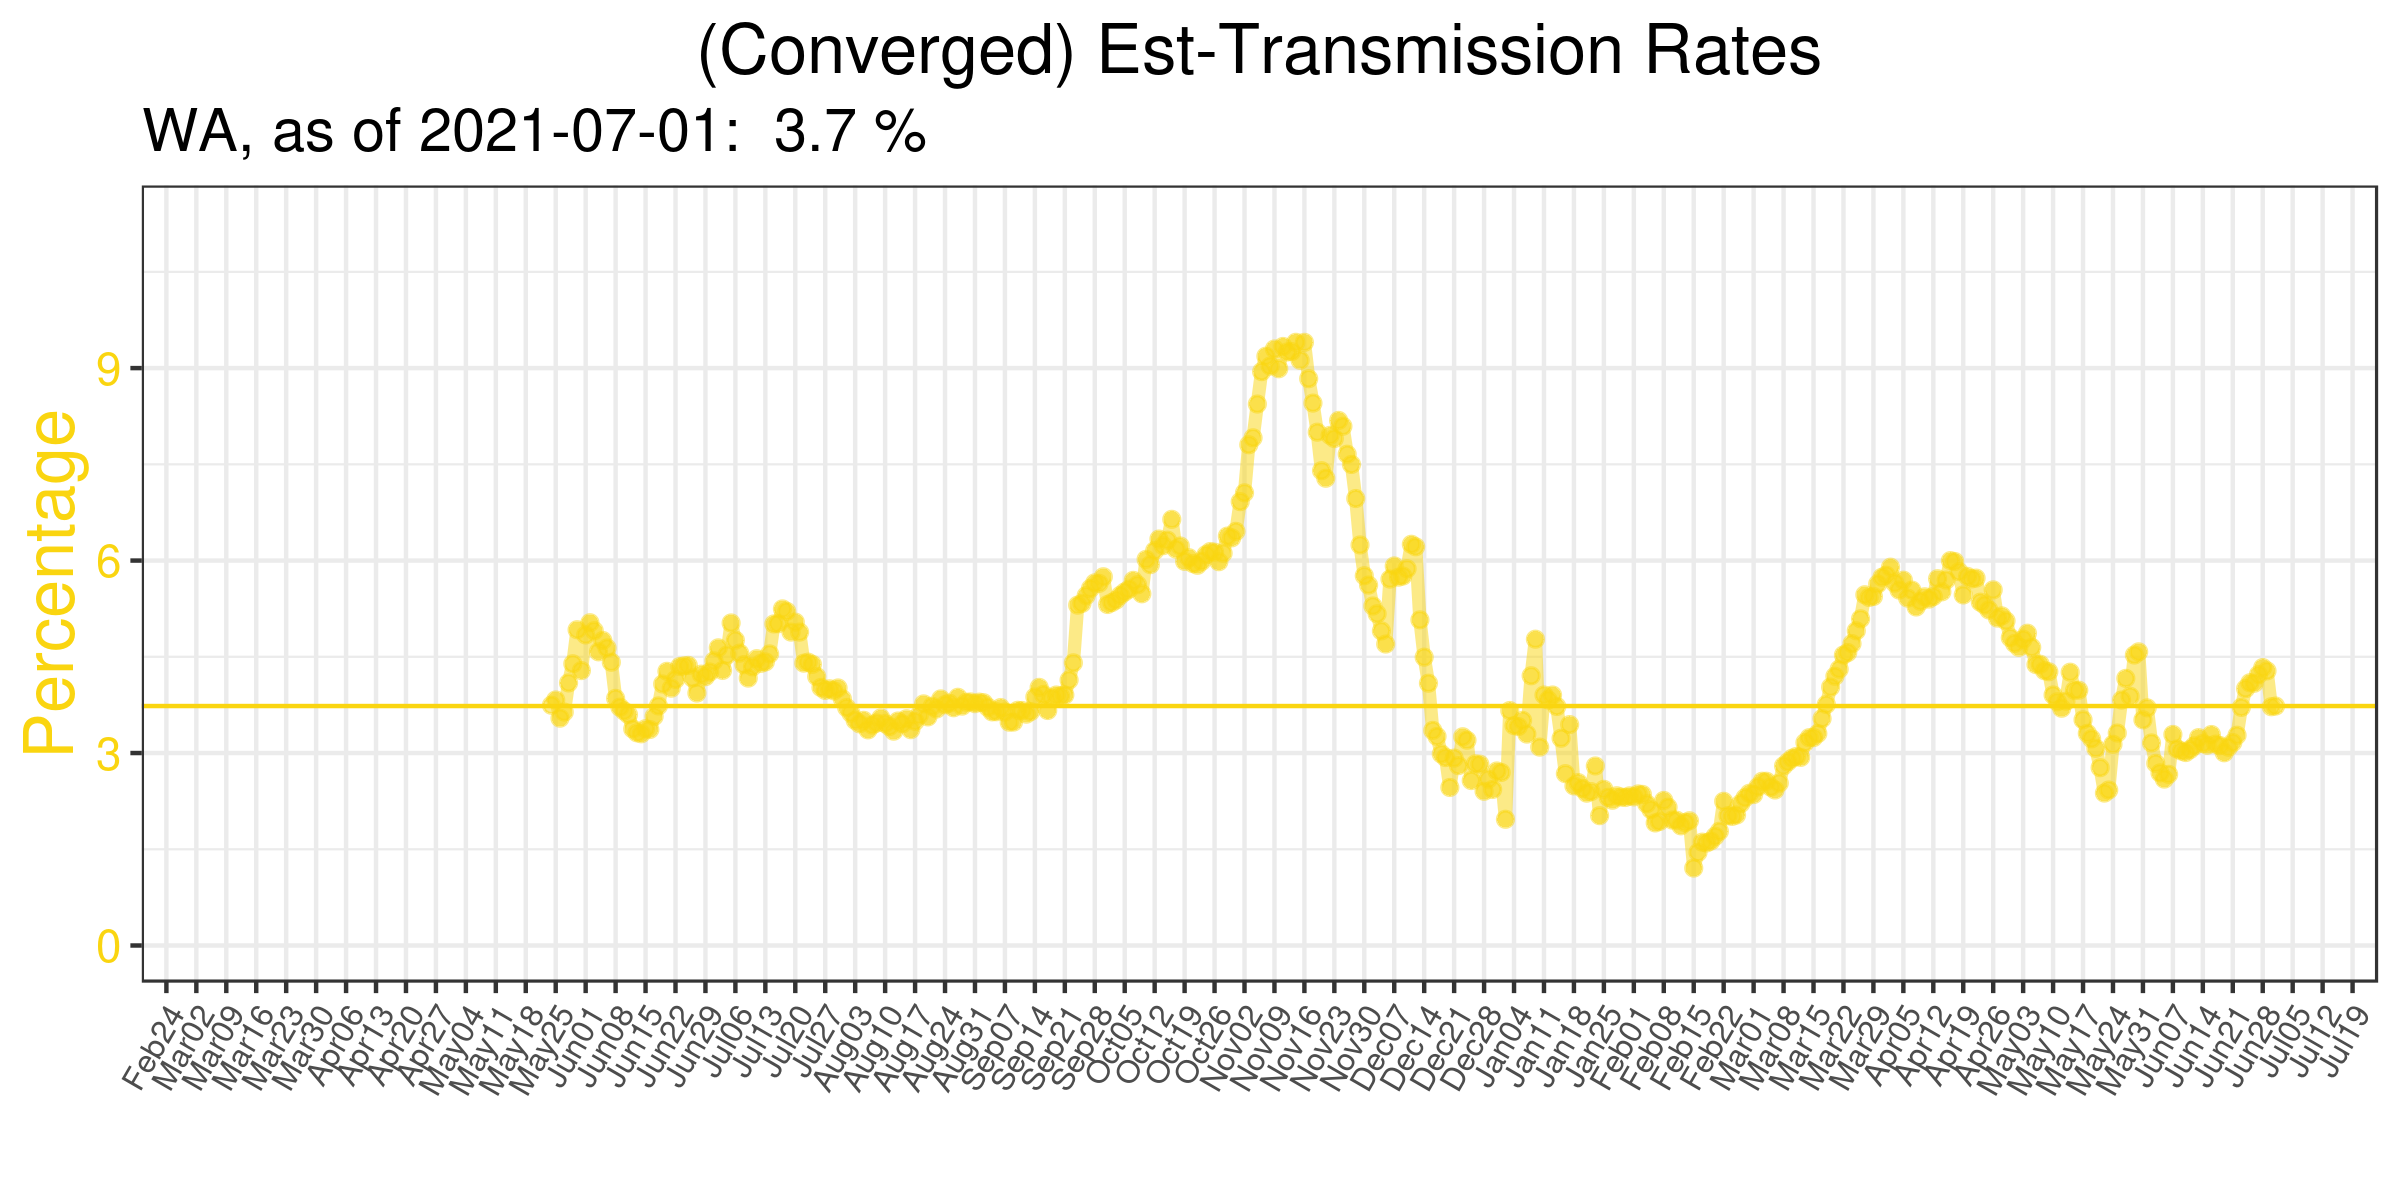 (Converged) Est-Transmission Rates
WA, as of 2021-07-01:  3.7 %
Percentage
9
6
3
0
Feb24
Mar02
Mar09
Mar16
Mar23
Mar30
Apr06
Apr13
Apr20
Apr27
May04
May11
May18
May25
Jun01
Jun08
Jun15
Jun22
Jun29
Jul06
Jul13
Jul20
Jul27
Aug03
Aug10
Aug17
Aug24
Aug31
Sep07
Sep14
Sep21
Sep28
Oct05
Oct12
Oct19
Oct26
Nov02
Nov09
Nov16
Nov23
Nov30
Dec07
Dec14
Dec21
Dec28
Jan04
Jan11
Jan18
Jan25
Feb01
Feb08
Feb15
Feb22
Mar01
Mar08
Mar15
Mar22
Mar29
Apr05
Apr12
Apr19
Apr26
May03
May10
May17
May24
May31
Jun07
Jun14
Jun21
Jun28
Jul05
Jul12
Jul19